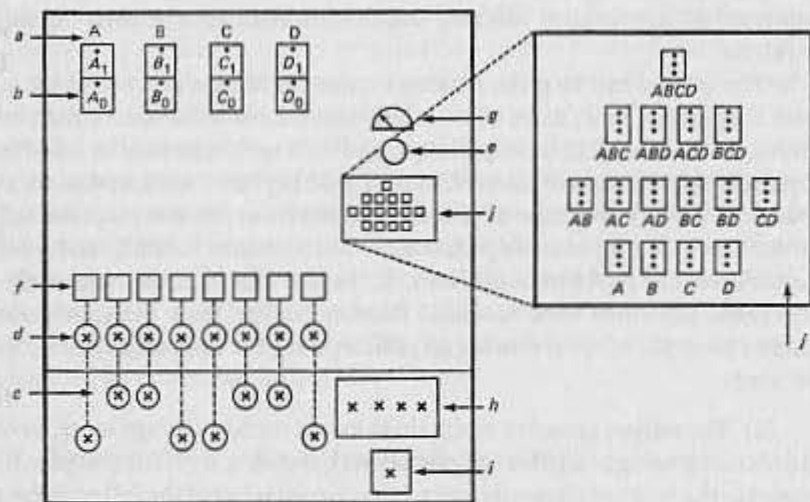 a A B C D
A₁ B₁ C₁ D₁
b A₀ B₀ C₀ D₀
g
e
j
f
d
c
h
i
ABCD
ABC ABD ACD BCD
AB AC AD BC BD CD
A B C D
j